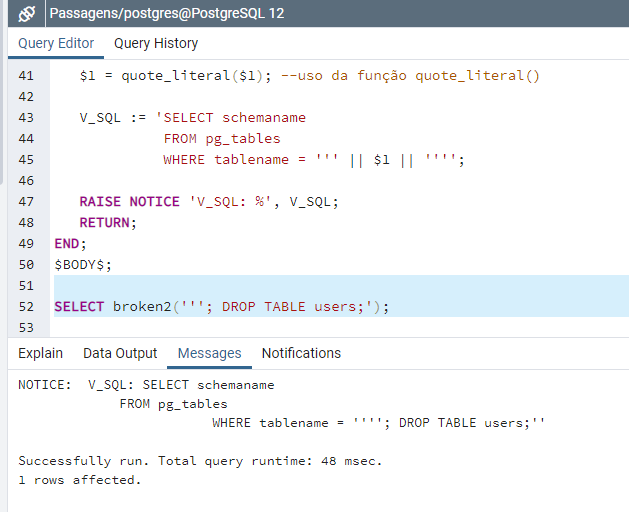 Passagens/postgres@PostgreSQL 12
Query Editor Query History
41 $1 = quote_literal($1); --uso da função quote_literal()
42
43 V_SQL := 'SELECT schemaname
44 FROM pg_tables
45 WHERE tablename = ''' || $1 || '''';
46
47 RAISE NOTICE 'V_SQL: %', V_SQL;
48 RETURN;
49 END;
50 $BODY$;
51
52 SELECT broken2('''; DROP TABLE users;');
53
Explain Data Output Messages Notifications
NOTICE: V_SQL: SELECT schemaname
FROM pg_tables
WHERE tablename = ''''; DROP TABLE users;''
Successfully run. Total query runtime: 48 msec.
1 rows affected.